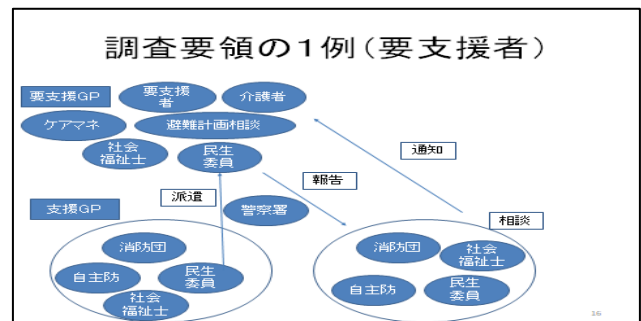 調査要領の1例(要支援者)
要支援GP
要支援
者
介護者
ケアマネ
避難計画相談
社会
福祉士
民生
委員
通知
報告
派遣
支援GP
警察署
相談
消防団
自主防
民生
委員
社会
福祉士
消防団
社会
福祉士
自主防
民生
委員
16